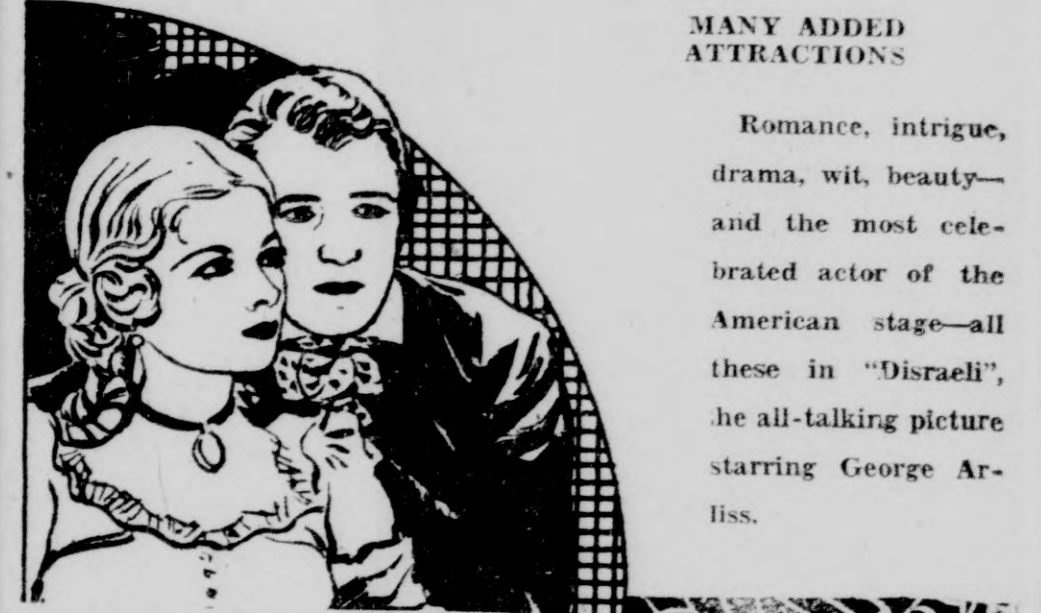 MANY ADDED
ATTRACTIONS
Romance, intrigue,
drama, wit, beauty—
and the most cele-
brated actor of the
American stage—all
these in "Disraeli",
he all-talking picture
starring George Ar-
liss.